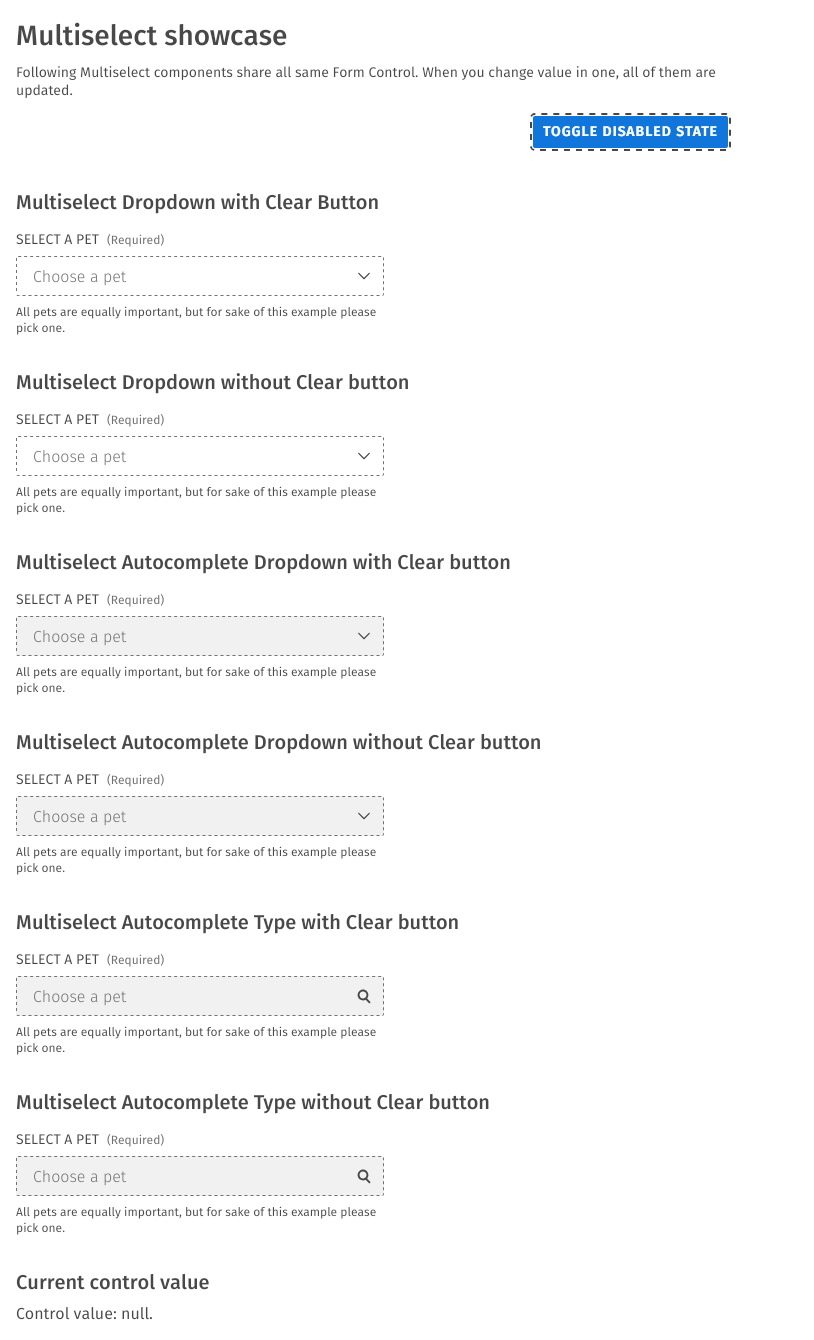 Multiselect showcase
Following Multiselect components share all same Form Control. When you change value in one, all of them are
updated.
TOGGLE DISABLED STATE
Multiselect Dropdown with Clear Button
SELECT A PET (Required)
Choose a pet
All pets are equally important, but for sake of this example please
pick one.
Multiselect Dropdown without Clear button
SELECT A PET (Required)
Choose a pet
All pets are equally important, but for sake of this example please
pick one.
Multiselect Autocomplete Dropdown with Clear button
SELECT A PET (Required)
Choose a pet
All pets are equally important, but for sake of this example please
pick one.
Multiselect Autocomplete Dropdown without Clear button
SELECT A PET (Required)
Choose a pet
All pets are equally important, but for sake of this example please
pick one.
Multiselect Autocomplete Type with Clear button
SELECT A PET (Required)
Choose a pet
All pets are equally important, but for sake of this example please
pick one.
Multiselect Autocomplete Type without Clear button
SELECT A PET (Required)
Choose a pet
All pets are equally important, but for sake of this example please
pick one.
Current control value
Control value: null.